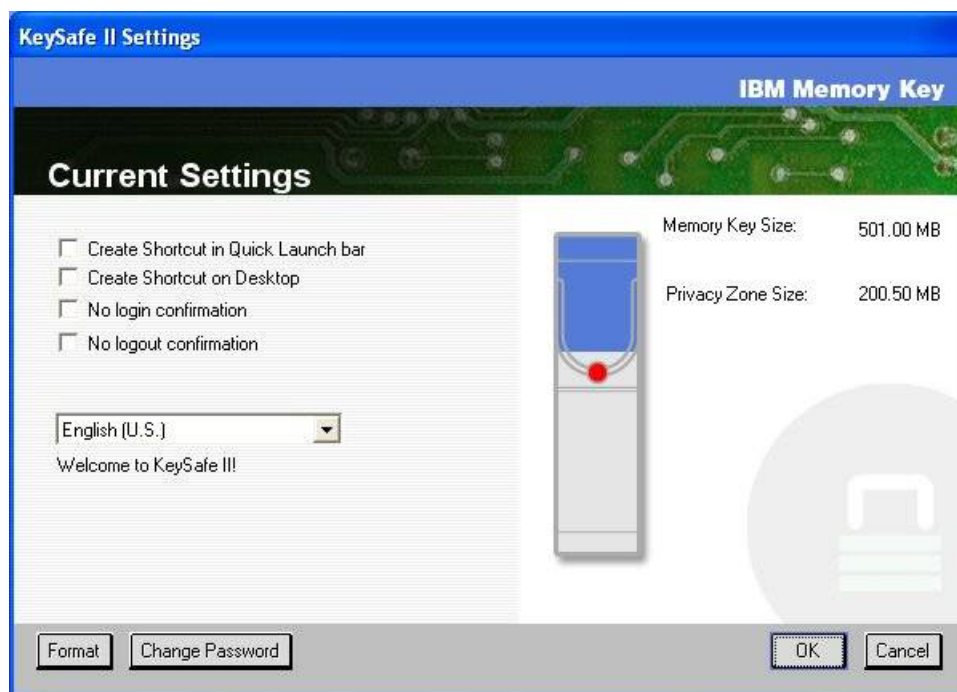 KeySafe II Settings
IBM Memory Key
Current Settings
Create Shortcut in Quick Launch bar
Create Shortcut on Desktop
No login confirmation
No logout confirmation
English (U.S.)
Welcome to KeySafe II!
Memory Key Size: 501.00 MB
Privacy Zone Size: 200.50 MB
Format Change Password OK Cancel